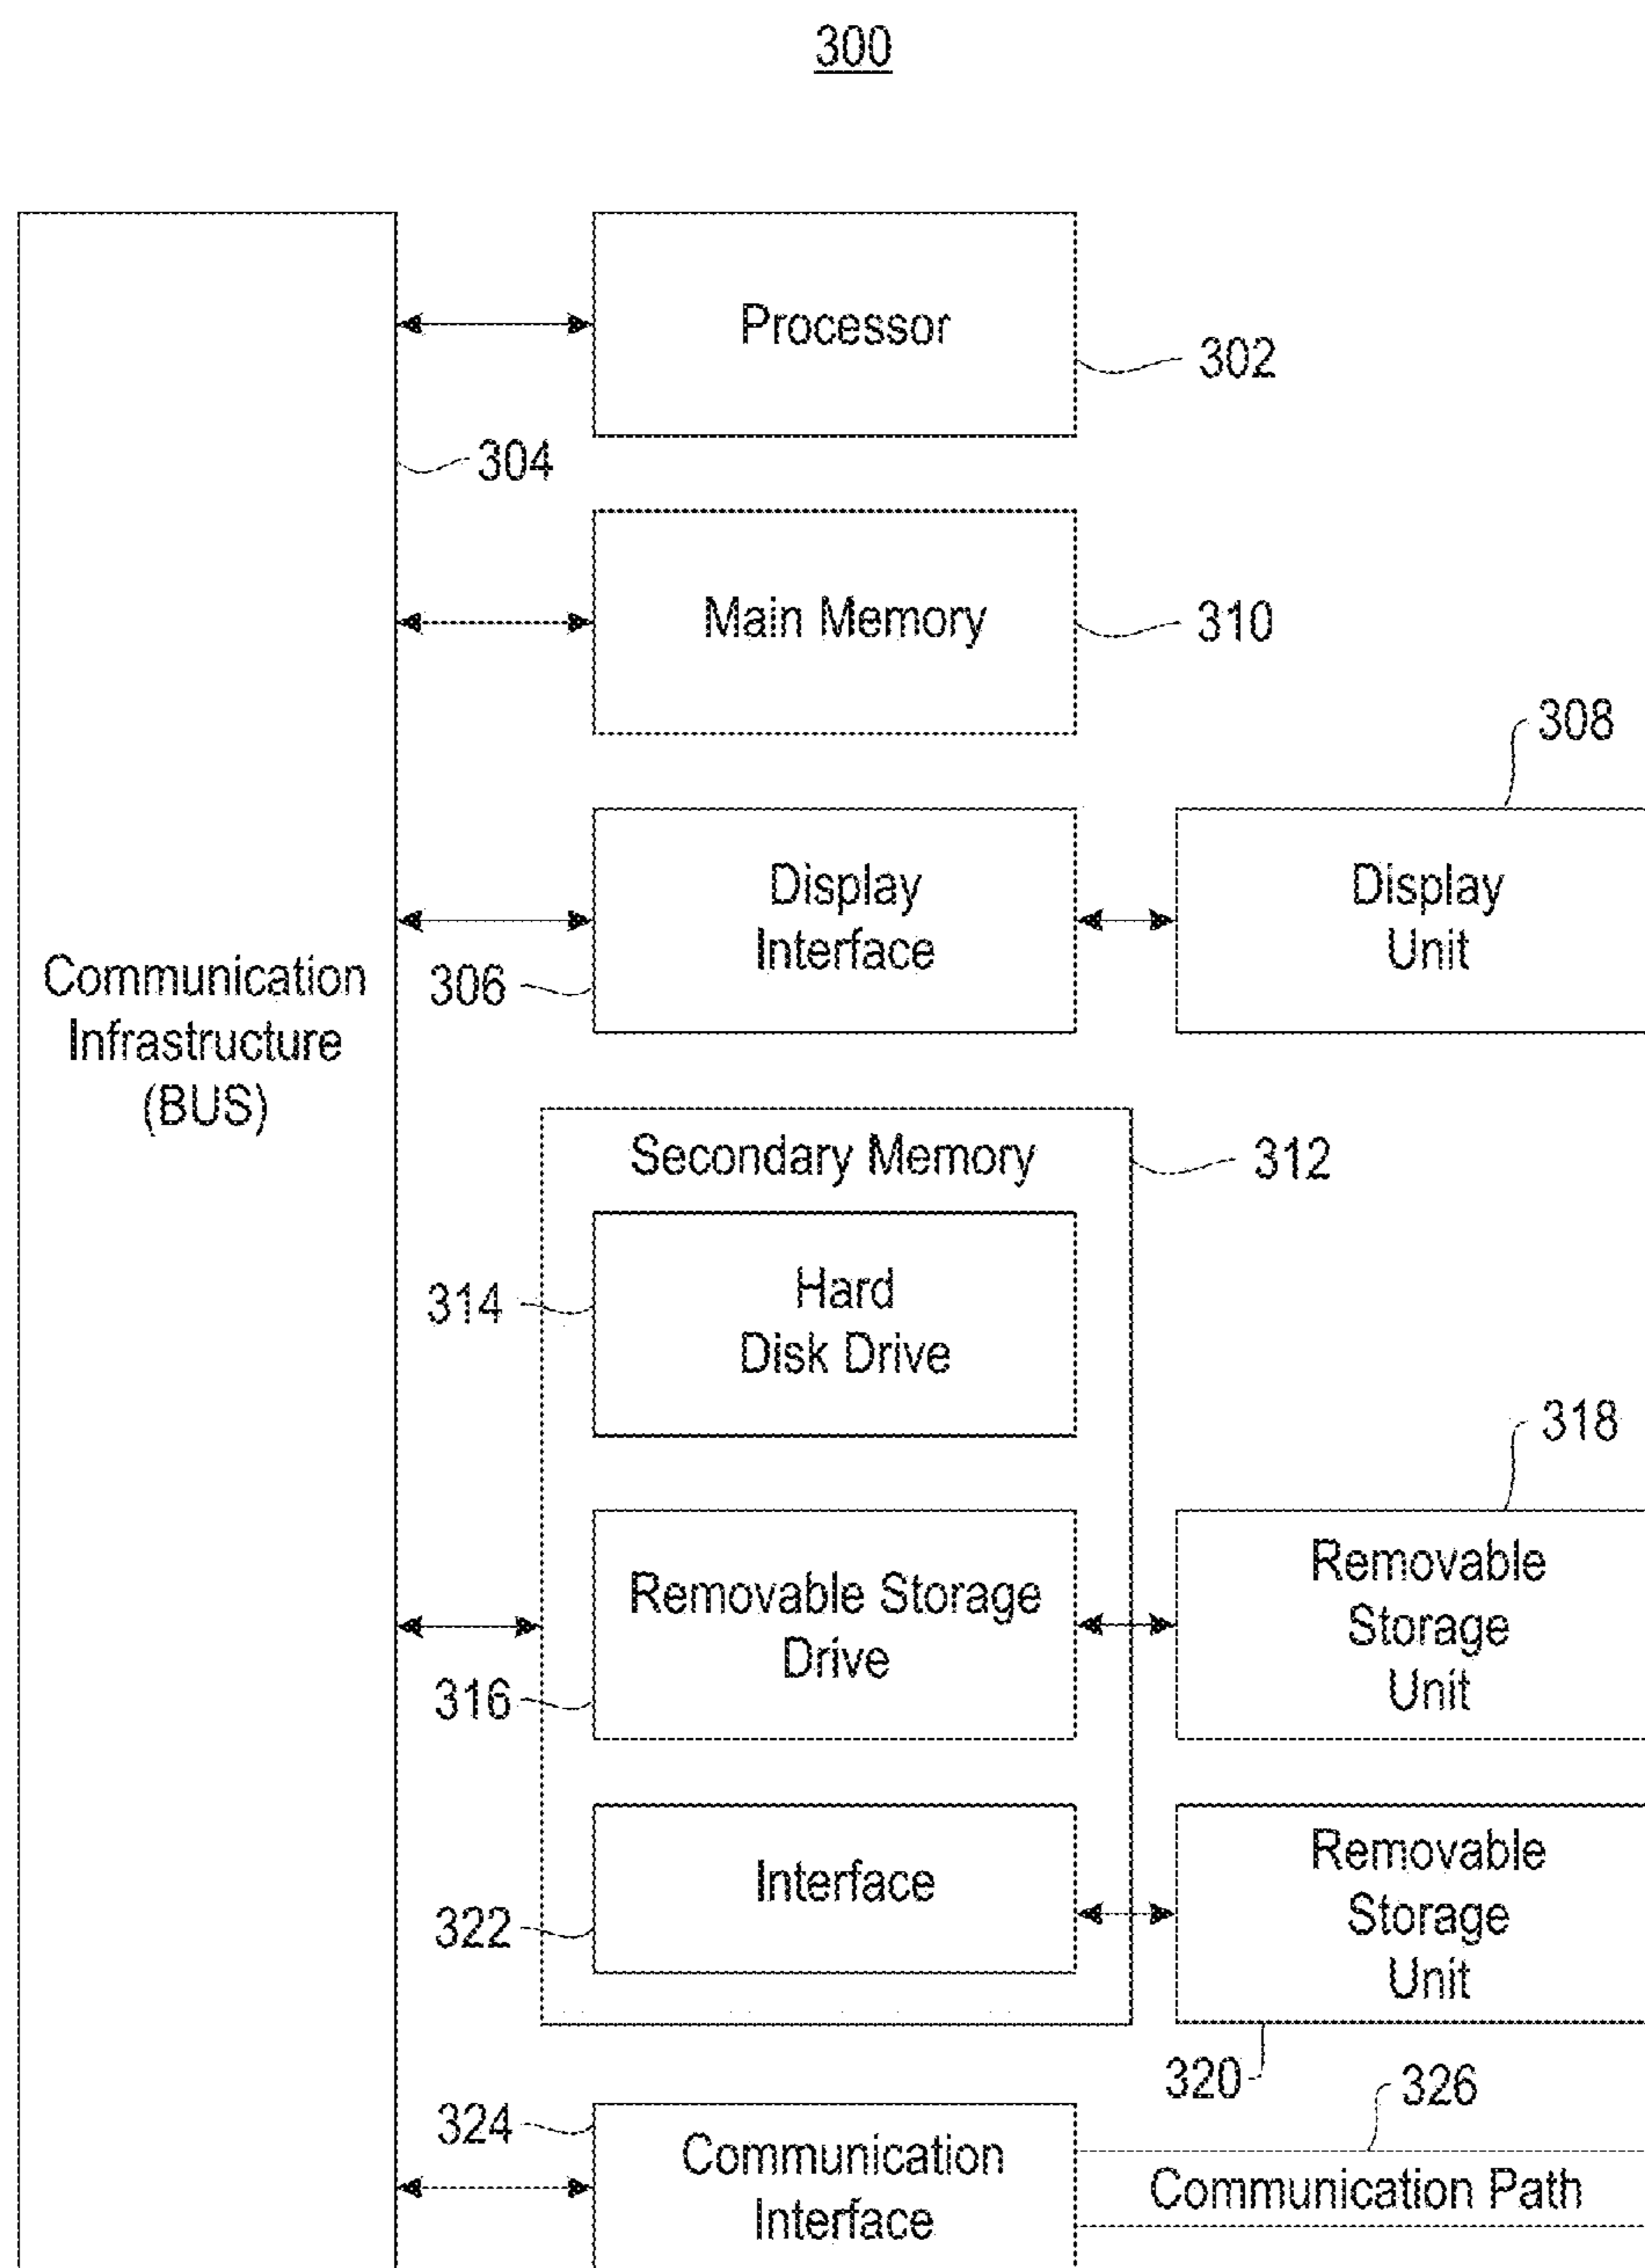 300
Processor
302
304
Main Memory
310
308
Display
Interface
306
Display
Unit
Communication
Infrastructure
(BUS)
Secondary Memory
312
Hard
Disk Drive
314
318
Removable Storage
Drive
316
Removable
Storage
Unit
Interface
322
Removable
Storage
Unit
320
326
324
Communication
Interface
Communication Path